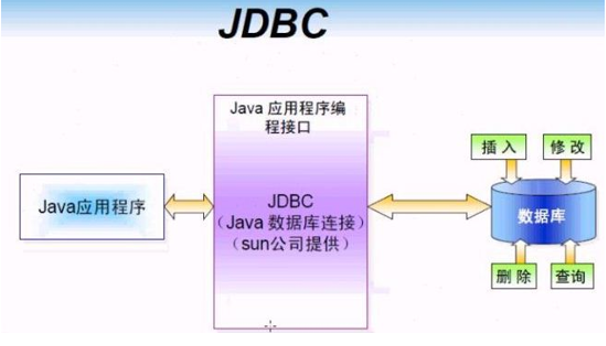 JDBC
Java 应用程序编
程接口
Java应用程序
JDBC
（Java 数据库连接）
（sun公司提供）
插 入
修 改
数据库
删 除
查询